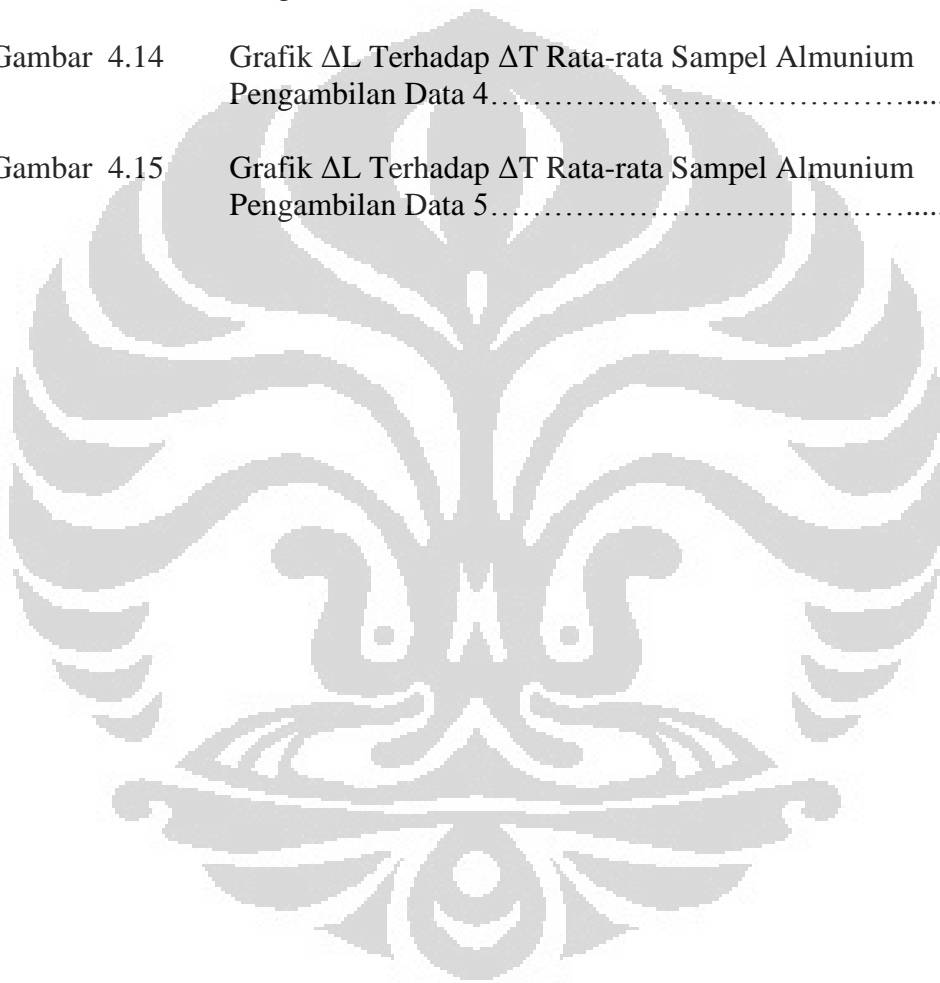 Gambar 4.14 Grafik ΔL Terhadap ΔT Rata-rata Sampel Almunium
Pengambilan Data 4……………………………………......
Gambar 4.15 Grafik ΔL Terhadap ΔT Rata-rata Sampel Almunium
Pengambilan Data 5……………………………………......